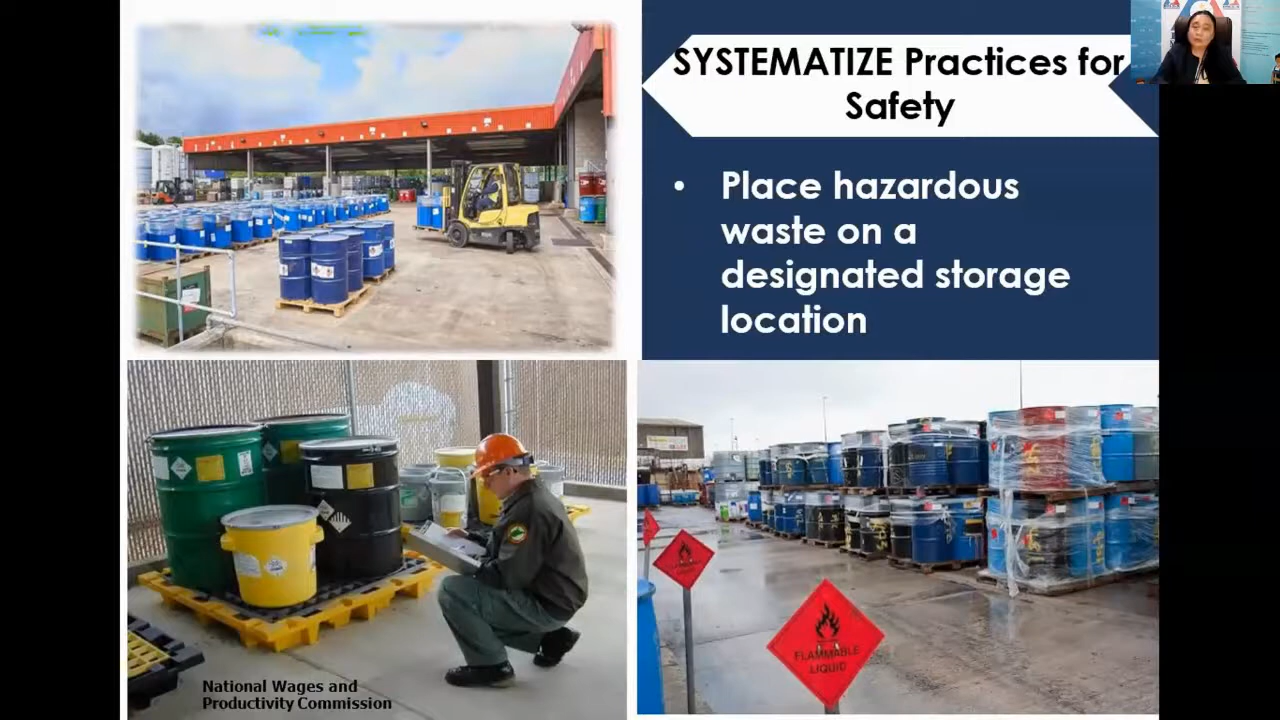 SYSTEMATIZE Practices for
Safety
• Place hazardous
waste on a
designated storage
location
FLAMMABLE
LIQUID
National Wages and
Productivity Commission